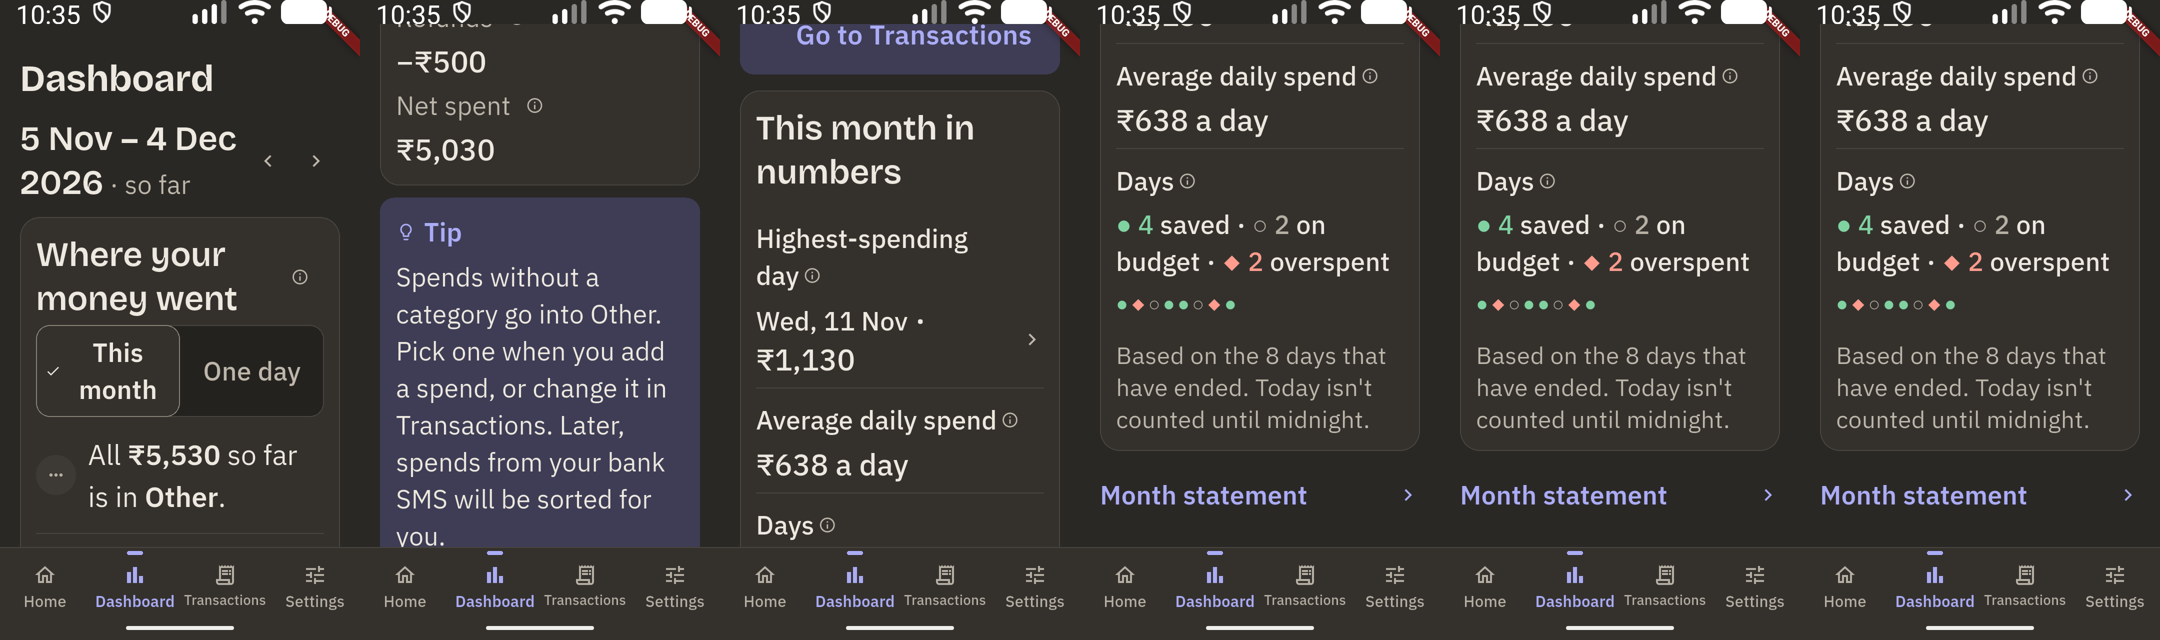 10:35
DEBUG
Dashboard
5 Nov – 4 Dec
2026 · so far
Where your
money went
This
month
One day
All ₹5,530 so far
is in Other.
Home
Dashboard
Transactions
Settings
10:35
DEBUG
Refunds
−₹500
Net spent
₹5,030
Tip
Spends without a
category go into Other.
Pick one when you add
a spend, or change it in
Transactions. Later,
spends from your bank
SMS will be sorted for
you.
Home
Dashboard
Transactions
Settings
10:35
DEBUG
Go to Transactions
This month in
numbers
Highest-spending
day
Wed, 11 Nov ·
₹1,130
Average daily spend
₹638 a day
Days
Home
Dashboard
Transactions
Settings
10:35
DEBUG
Average daily spend
₹638 a day
Days
4 saved · 2 on
budget · 2 overspent
Based on the 8 days that
have ended. Today isn't
counted until midnight.
Month statement
Home
Dashboard
Transactions
Settings
10:35
DEBUG
Average daily spend
₹638 a day
Days
4 saved · 2 on
budget · 2 overspent
Based on the 8 days that
have ended. Today isn't
counted until midnight.
Month statement
Home
Dashboard
Transactions
Settings
10:35
DEBUG
Average daily spend
₹638 a day
Days
4 saved · 2 on
budget · 2 overspent
Based on the 8 days that
have ended. Today isn't
counted until midnight.
Month statement
Home
Dashboard
Transactions
Settings